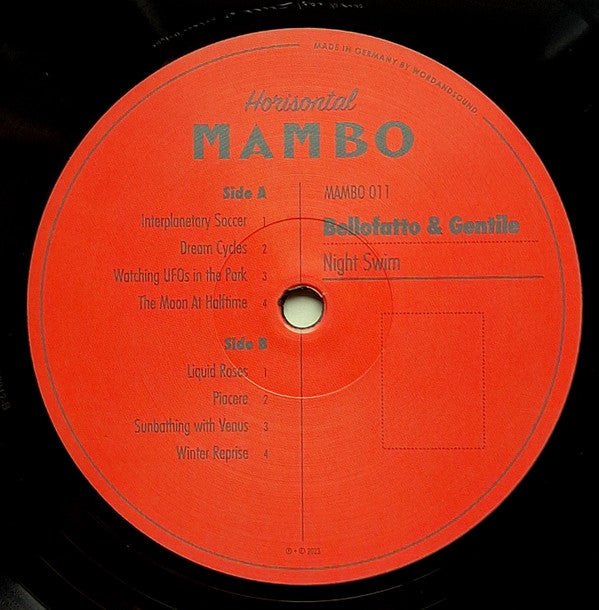 MADE IN GERMANY BY WORDANDSOUND
Horisontal
MAMBO
Side A
Interplanetary Soccer 1
Dream Cycles 2
Watching UFOs in the Park 3
The Moon At Halftime 4
Side B
Liquid Roses 1
Piacere 2
Sunbathing with Venus 3
Winter Reprise 4
MAMBO 011
Bellofatto & Gentile
Night Swim
℗ • © 2023